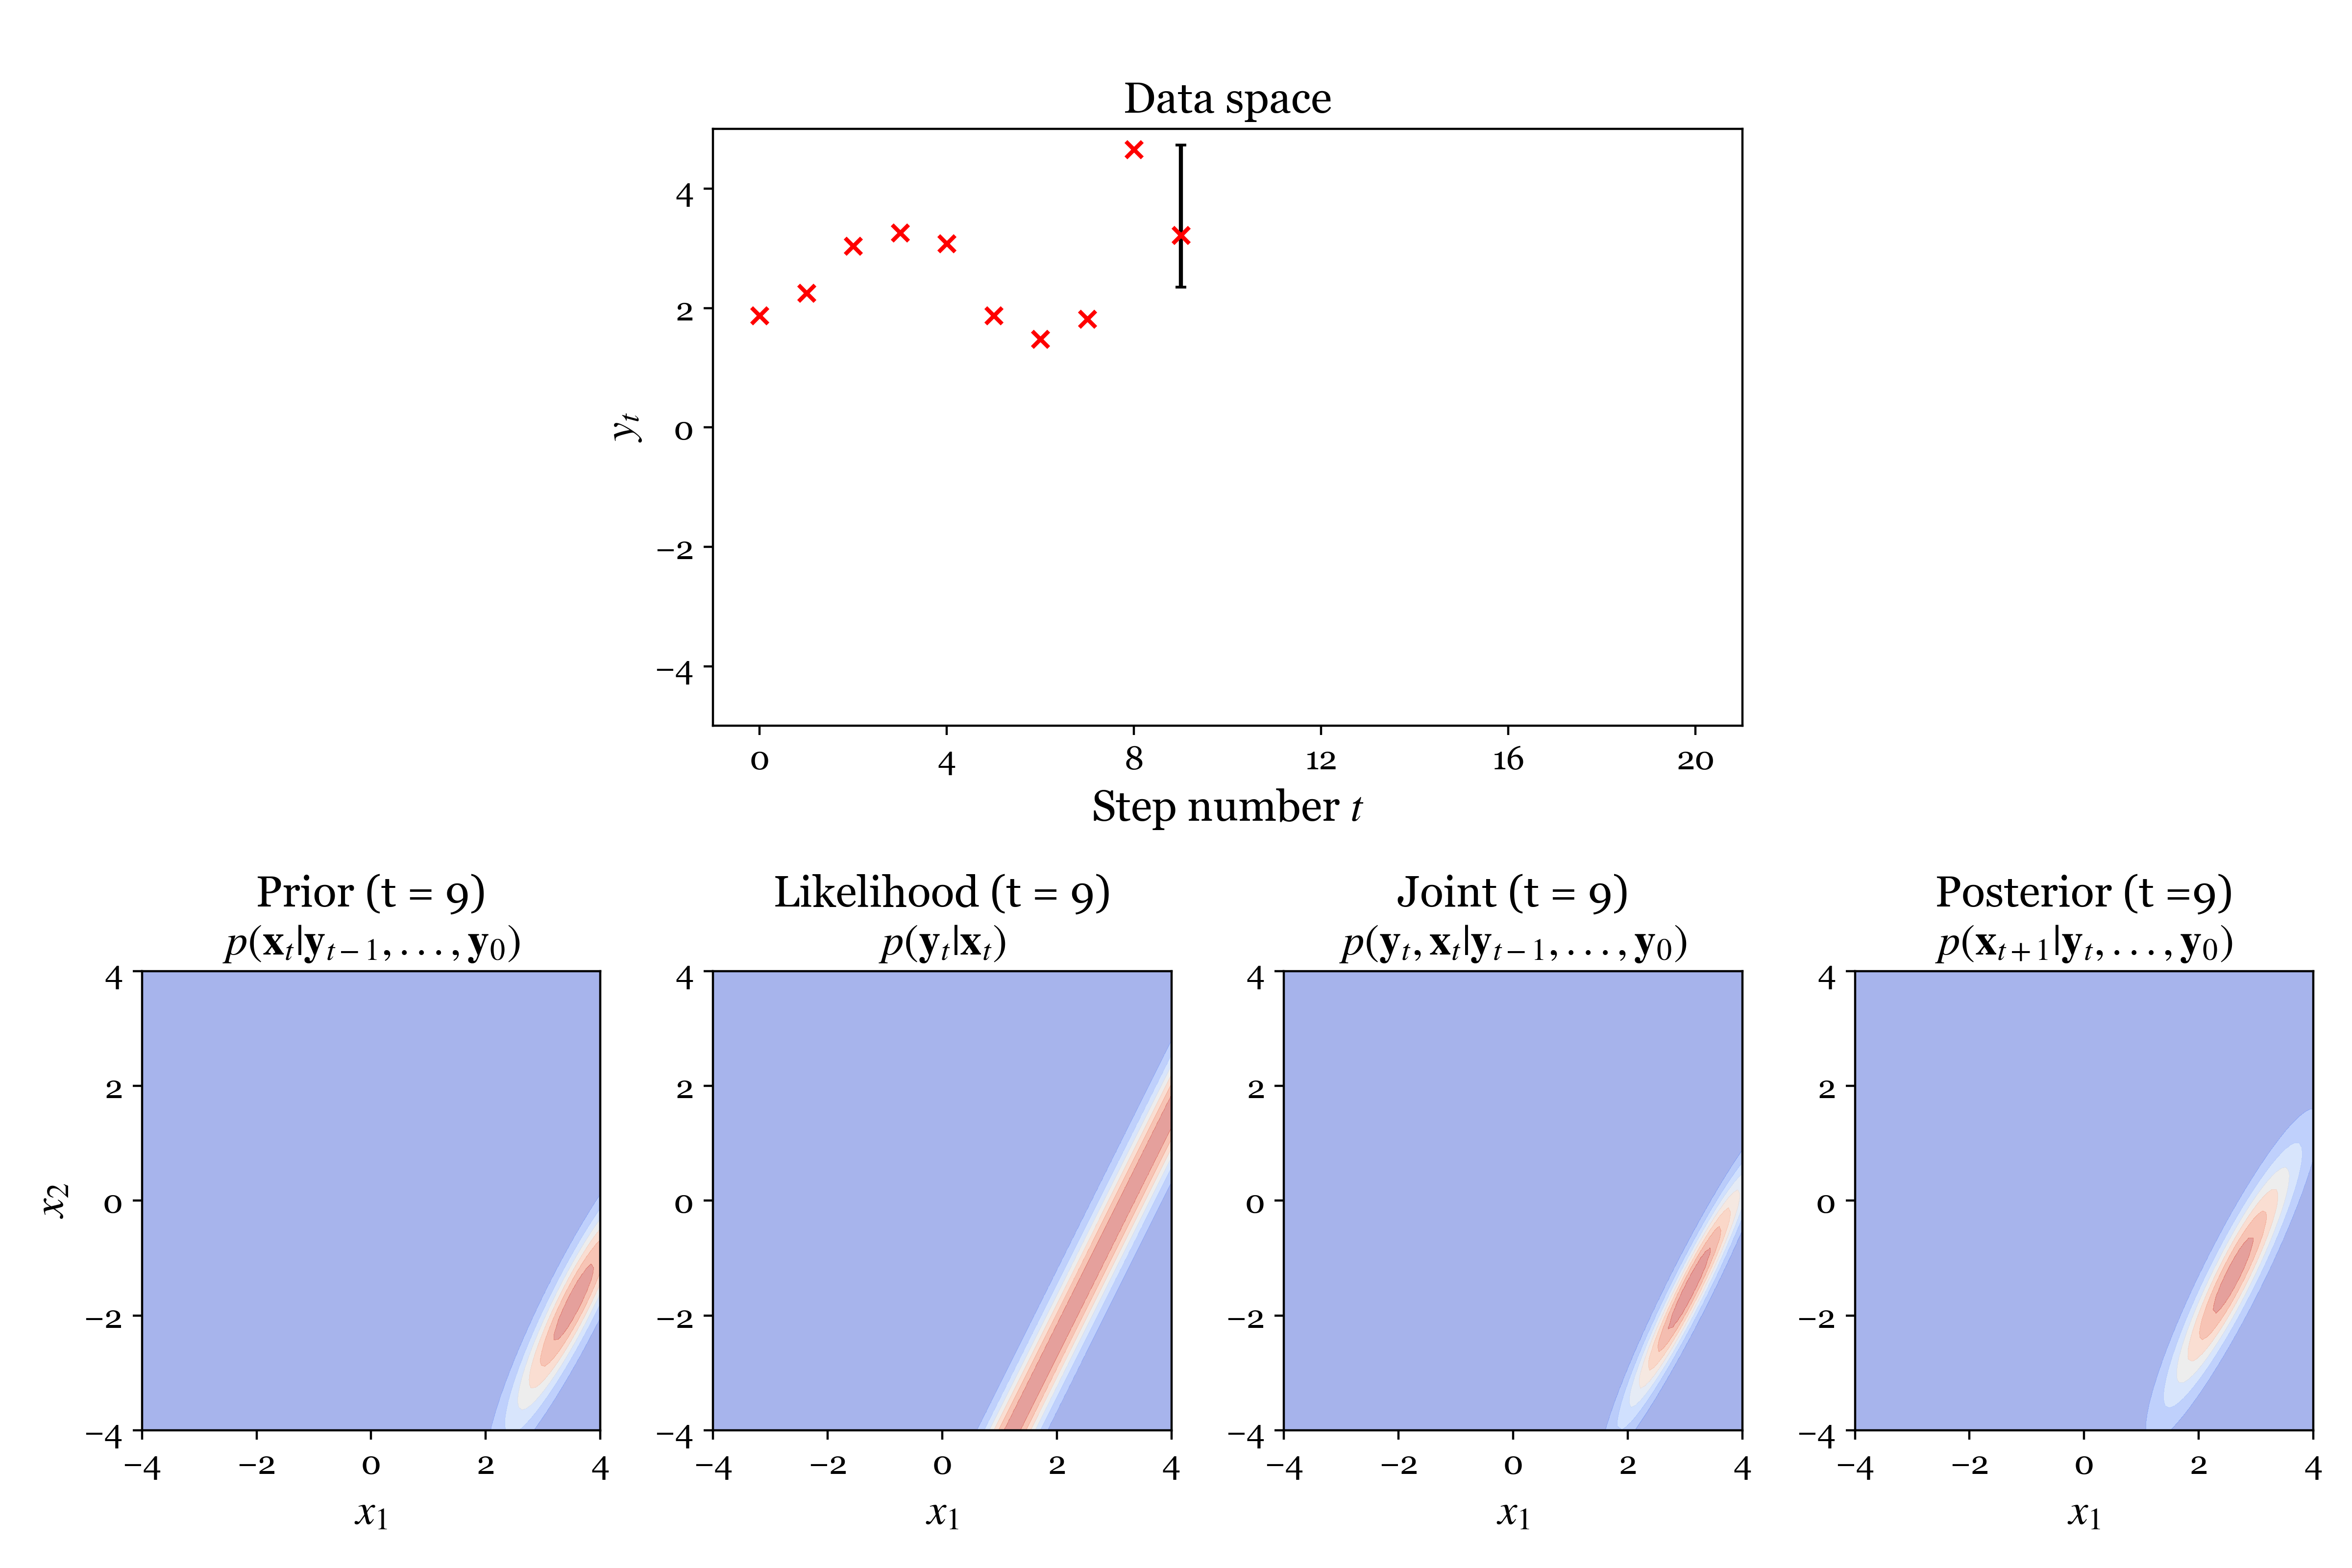 Data space
4
2
0
−2
−4
y_t
0 4 8 12 16 20
Step number t
Prior (t = 9) Likelihood (t = 9) Joint (t = 9) Posterior (t =9)
p(x_t|y_{t−1}, . . . , y_0) p(y_t|x_t) p(y_t, x_t|y_{t−1}, . . . , y_0) p(x_{t+1}|y_t, . . . , y_0)
4 4 4 4
2 2 2 2
0 0 0 0
−2 −2 −2 −2
−4 −4 −4 −4
x_2
−4 −2 0 2 4 −4 −2 0 2 4 −4 −2 0 2 4 −4 −2 0 2 4
x_1 x_1 x_1 x_1